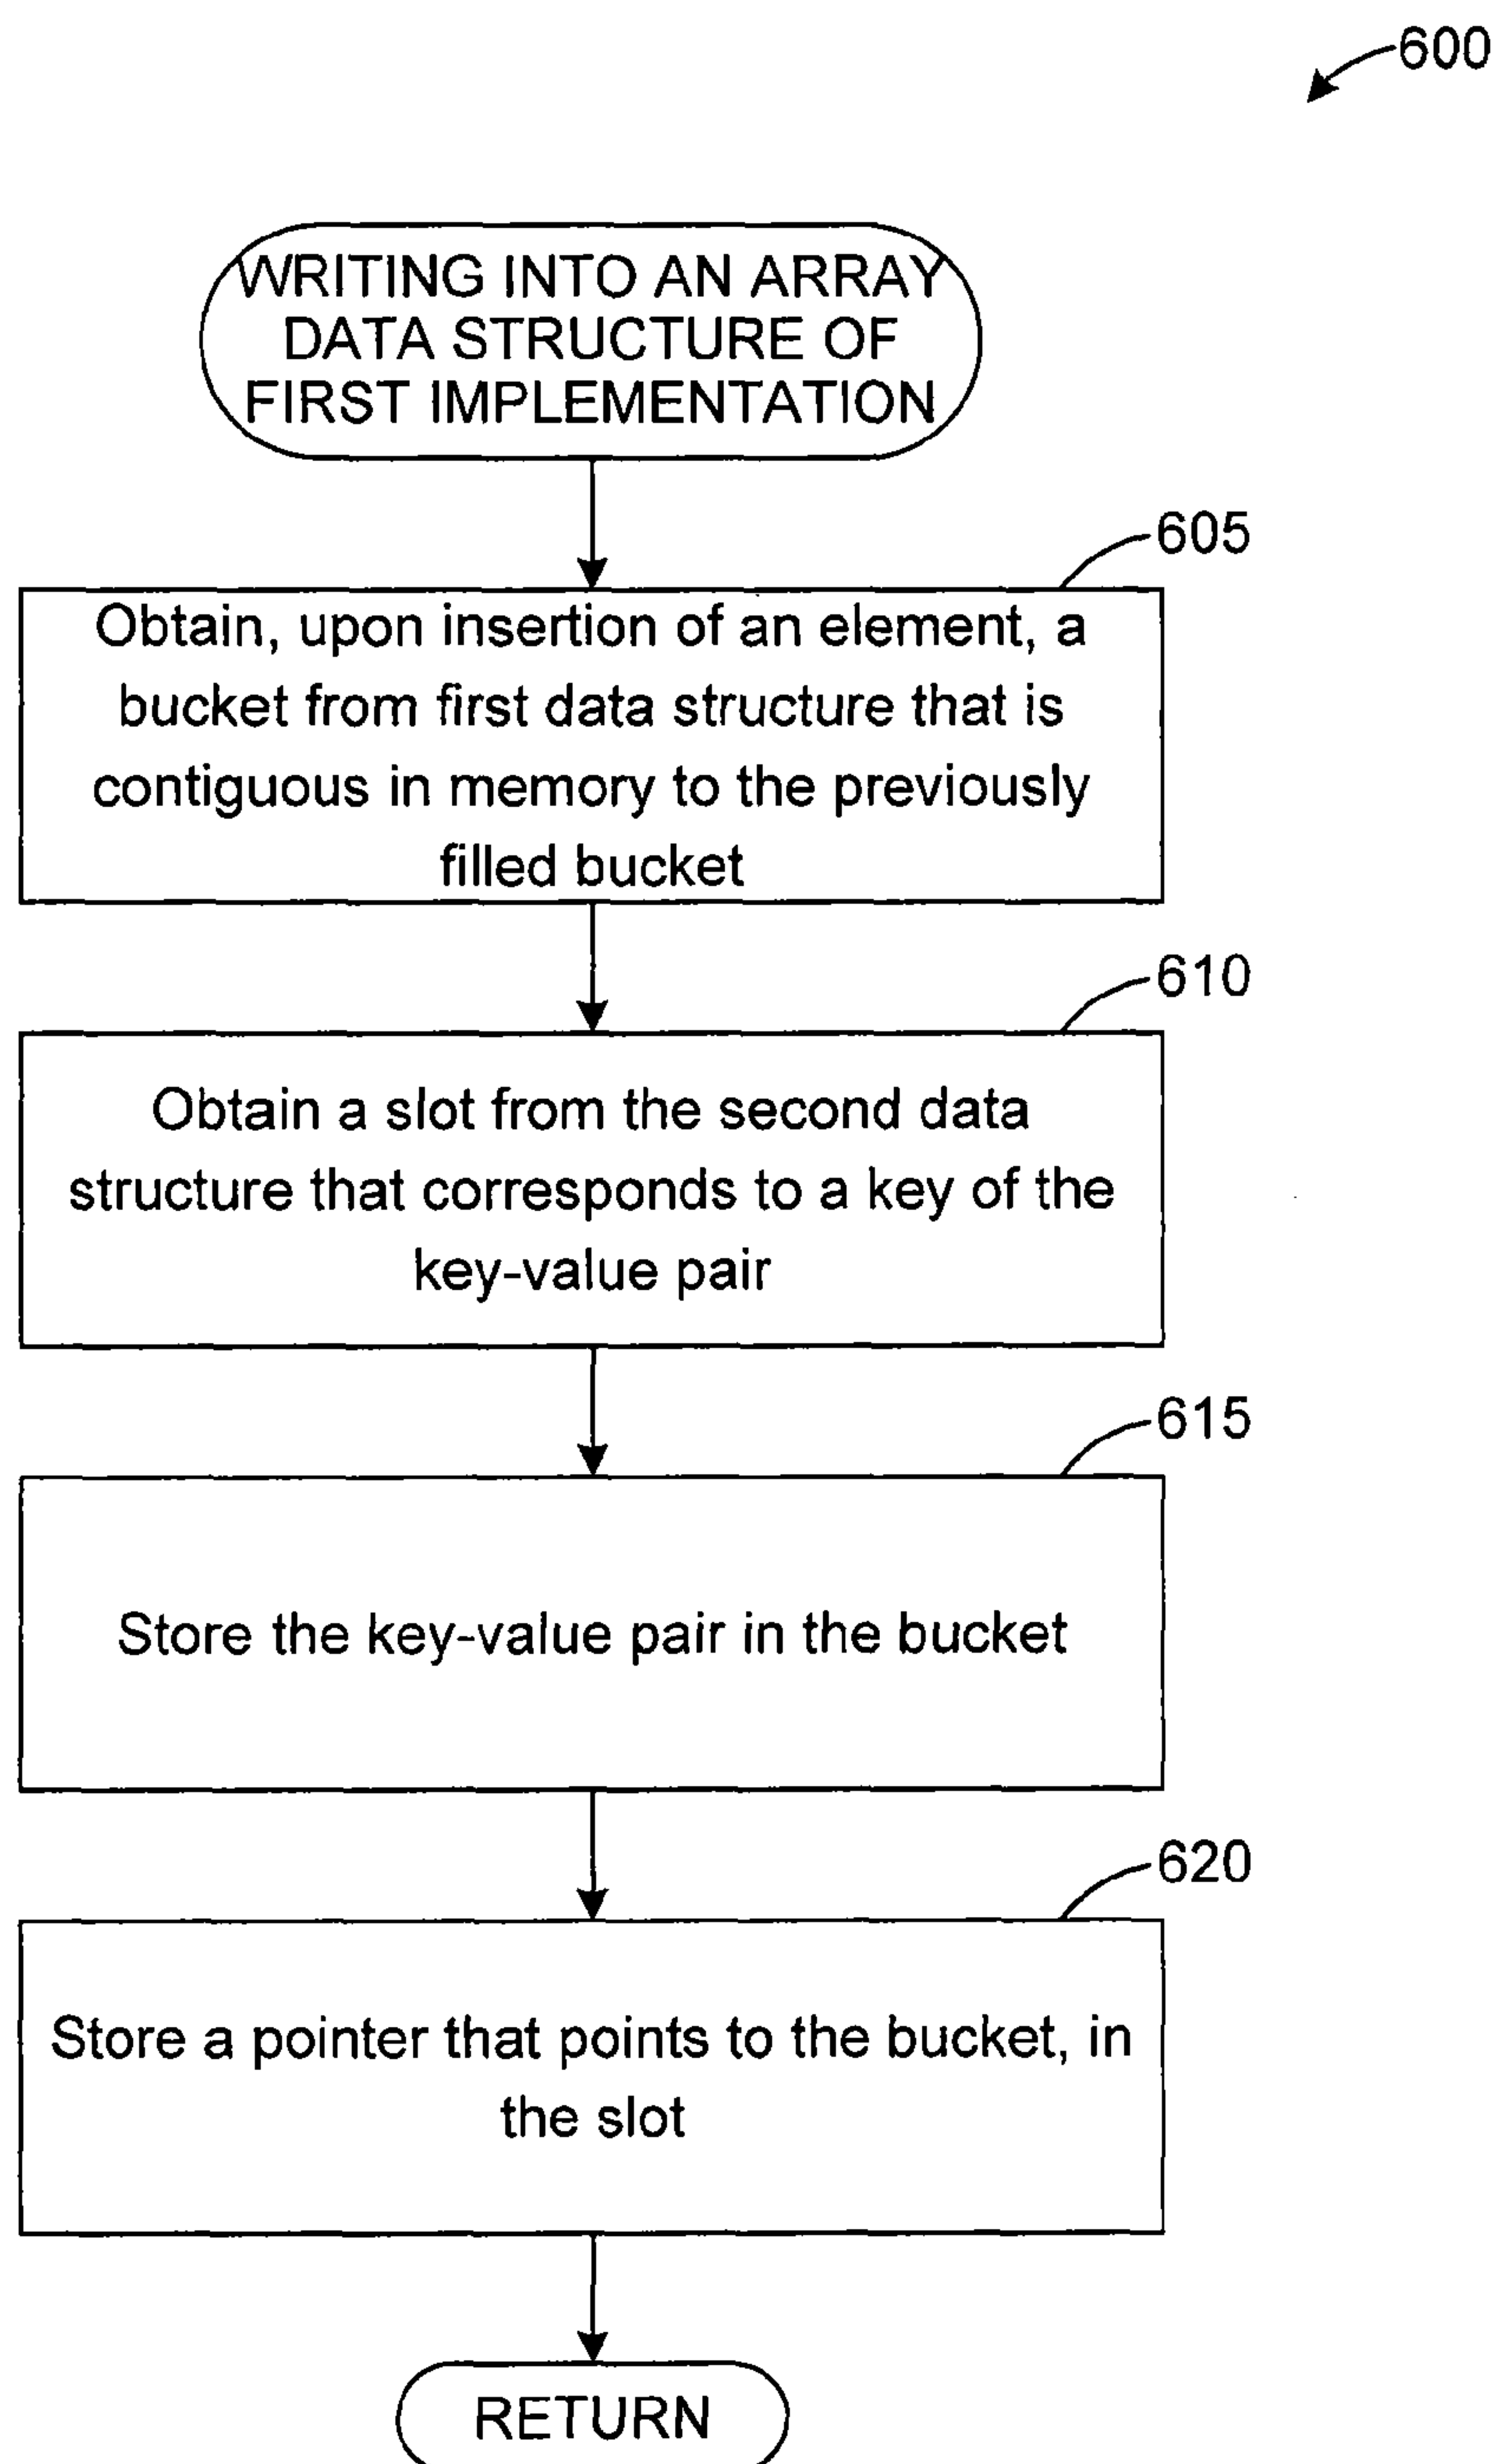 600
WRITING INTO AN ARRAY
DATA STRUCTURE OF
FIRST IMPLEMENTATION
605
Obtain, upon insertion of an element, a
bucket from first data structure that is
contiguous in memory to the previously
filled bucket
610
Obtain a slot from the second data
structure that corresponds to a key of the
key-value pair
615
Store the key-value pair in the bucket
620
Store a pointer that points to the bucket, in
the slot
RETURN